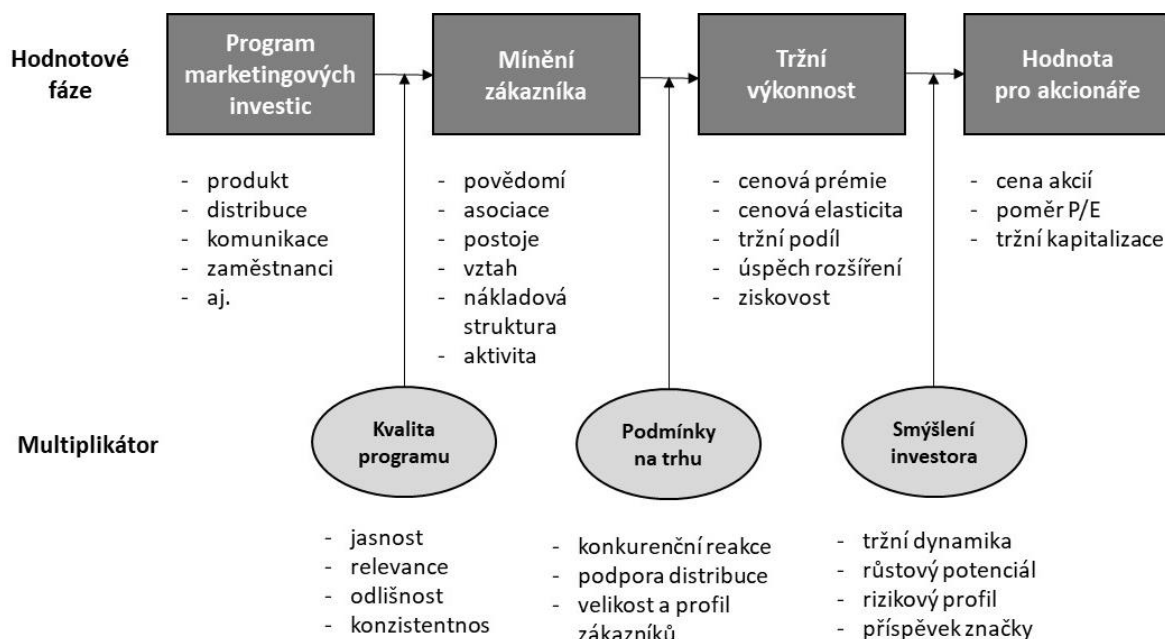 Hodnotové
fáze
Program
marketingových
investic
Mínění
zákazníka
Tržní
výkonnost
Hodnota
pro akcionáře
- produkt
- distribuce
- komunikace
- zaměstnanci
- aj.
- povědomí
- asociace
- postoje
- vztah
- nákladová
struktura
- aktivita
- cenová prémie
- cenová elasticita
- tržní podíl
- úspěch rozšíření
- ziskovost
- cena akcií
- poměr P/E
- tržní kapitalizace
Multiplikátor
Kvalita
programu
Podmínky
na trhu
Smýšlení
investora
- jasnost
- relevance
- odlišnost
- konzistentnos
- konkurenční reakce
- podpora distribuce
- velikost a profil
zákazníků
- tržní dynamika
- růstový potenciál
- rizikový profil
- příspěvek značky